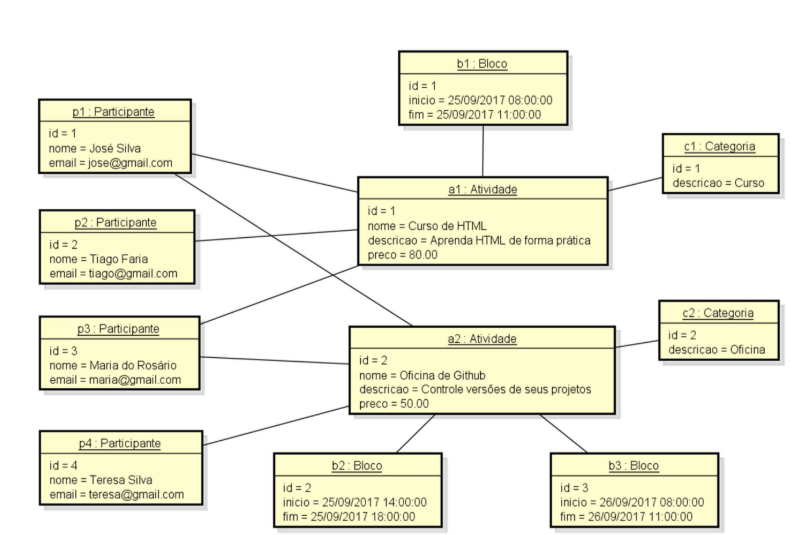 b1 : Bloco
id = 1
inicio = 25/09/2017 08:00:00
fim = 25/09/2017 11:00:00
p1 : Participante
id = 1
nome = José Silva
email = jose@gmail.com
c1 : Categoria
id = 1
descricao = Curso
a1 : Atividade
id = 1
nome = Curso de HTML
descricao = Aprenda HTML de forma prática
preco = 80.00
p2 : Participante
id = 2
nome = Tiago Faria
email = tiago@gmail.com
c2 : Categoria
id = 2
descricao = Oficina
p3 : Participante
id = 3
nome = Maria do Rosário
email = maria@gmail.com
a2 : Atividade
id = 2
nome = Oficina de Github
descricao = Controle versões de seus projetos
preco = 50.00
p4 : Participante
id = 4
nome = Teresa Silva
email = teresa@gmail.com
b2 : Bloco
id = 2
inicio = 25/09/2017 14:00:00
fim = 25/09/2017 18:00:00
b3 : Bloco
id = 3
inicio = 26/09/2017 08:00:00
fim = 26/09/2017 11:00:00